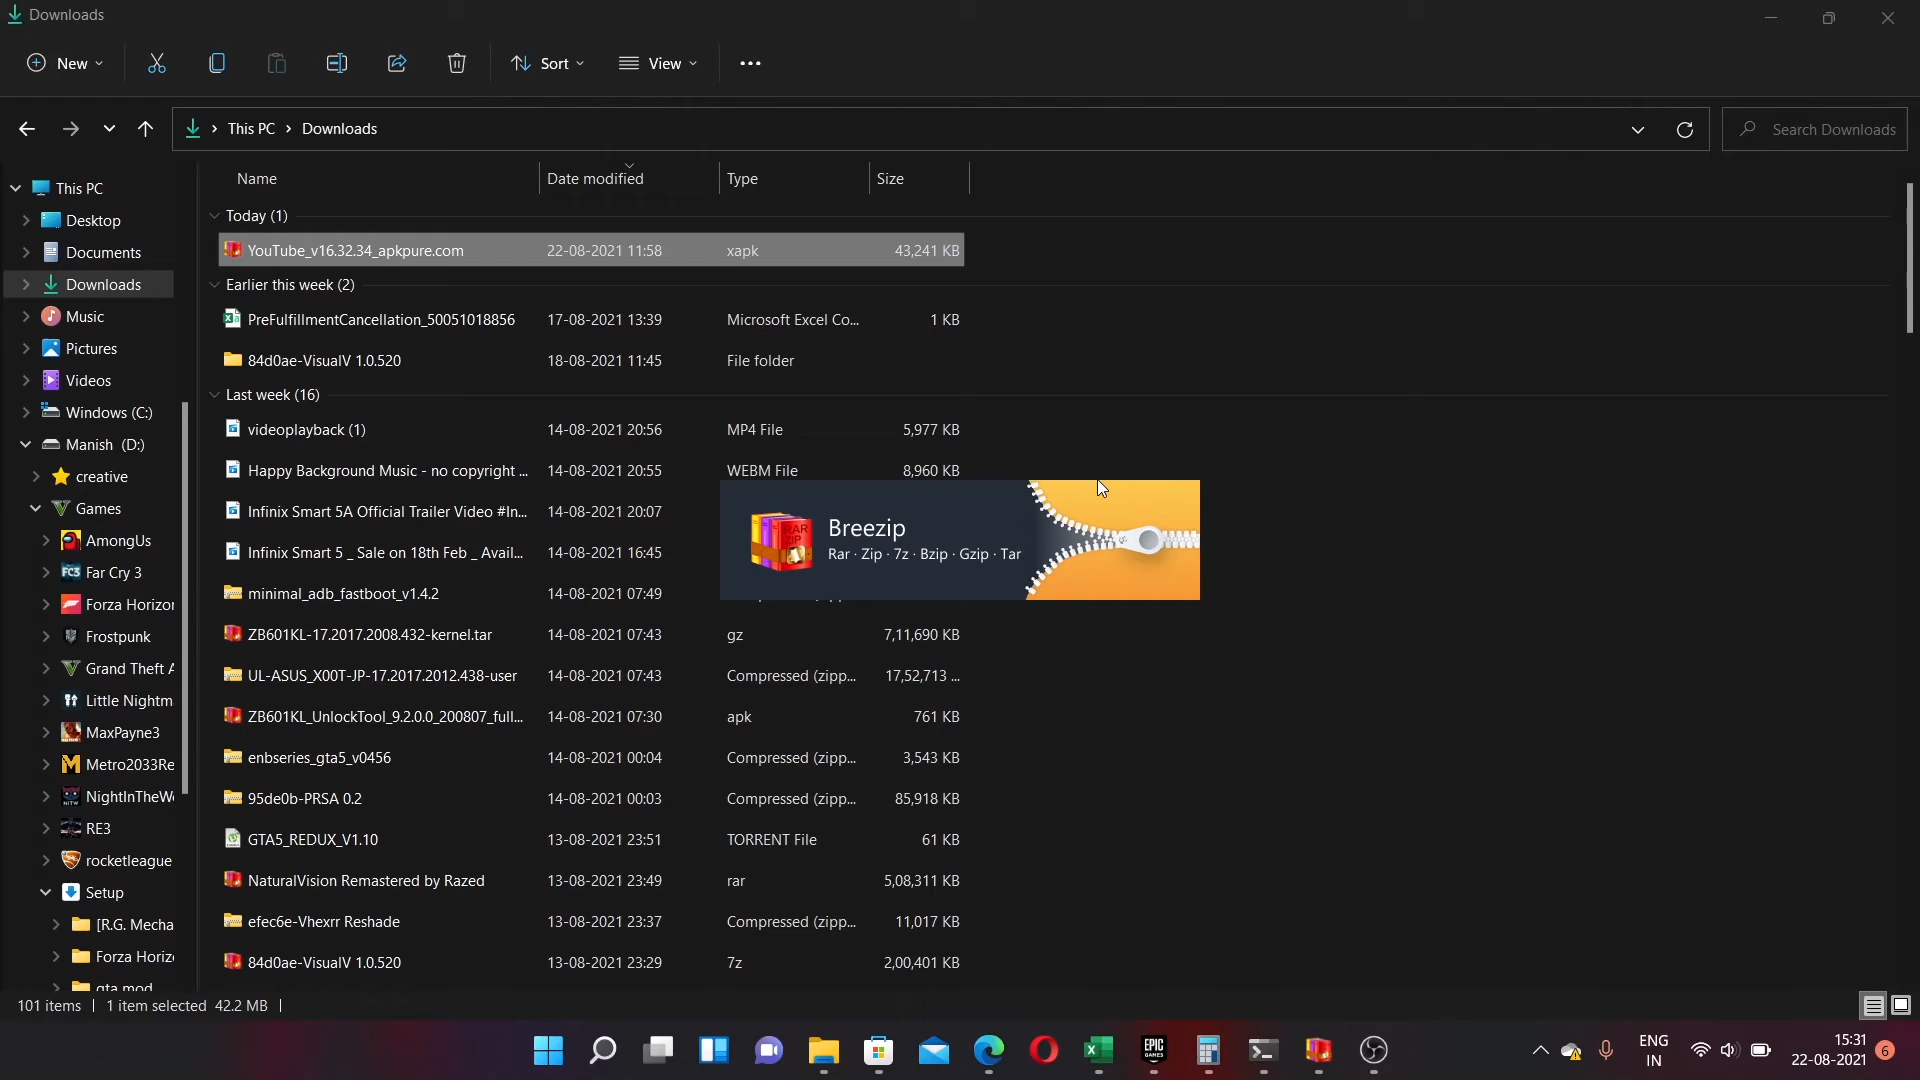 Downloads
New
Sort
View
This PC > Downloads
Search Downloads
Name Date modified Type Size
This PC
Desktop
Documents
Downloads
Music
Pictures
Videos
Windows (C:)
Manish (D:)
creative
Games
AmongUs
Far Cry 3
Forza Horizor
Frostpunk
Grand Theft A
Little Nightm
MaxPayne3
Metro2033Re
NightInTheW
RE3
rocketleague
Setup
[R.G. Mecha
Forza Horiz
gta mod
Today (1)
YouTube_v16.32.34_apkpure.com 22-08-2021 11:58 xapk 43,241 KB
Earlier this week (2)
PreFulfillmentCancellation_50051018856 17-08-2021 13:39 Microsoft Excel Co... 1 KB
84d0ae-VisualV 1.0.520 18-08-2021 11:45 File folder
Last week (16)
videoplayback (1) 14-08-2021 20:56 MP4 File 5,977 KB
Happy Background Music - no copyright ... 14-08-2021 20:55 WEBM File 8,960 KB
Infinix Smart 5A Official Trailer Video #In... 14-08-2021 20:07
Infinix Smart 5 _ Sale on 18th Feb _ Avail... 14-08-2021 16:45
minimal_adb_fastboot_v1.4.2 14-08-2021 07:49
ZB601KL-17.2017.2008.432-kernel.tar 14-08-2021 07:43 gz 7,11,690 KB
UL-ASUS_X00T-JP-17.2017.2012.438-user 14-08-2021 07:43 Compressed (zipp... 17,52,713 ...
ZB601KL_UnlockTool_9.2.0.0_200807_full... 14-08-2021 07:30 apk 761 KB
enbseries_gta5_v0456 14-08-2021 00:04 Compressed (zipp... 3,543 KB
95de0b-PRSA 0.2 14-08-2021 00:03 Compressed (zipp... 85,918 KB
GTA5_REDUX_V1.10 13-08-2021 23:51 TORRENT File 61 KB
NaturalVision Remastered by Razed 13-08-2021 23:49 rar 5,08,311 KB
efec6e-Vhexrr Reshade 13-08-2021 23:37 Compressed (zipp... 11,017 KB
84d0ae-VisualV 1.0.520 13-08-2021 23:29 7z 2,00,401 KB
RAR
ZIP
Breezip
Rar · Zip · 7z · Bzip · Gzip · Tar
101 items 1 item selected 42.2 MB
EPIC
GAMES
ENG
IN
15:31
22-08-2021
6